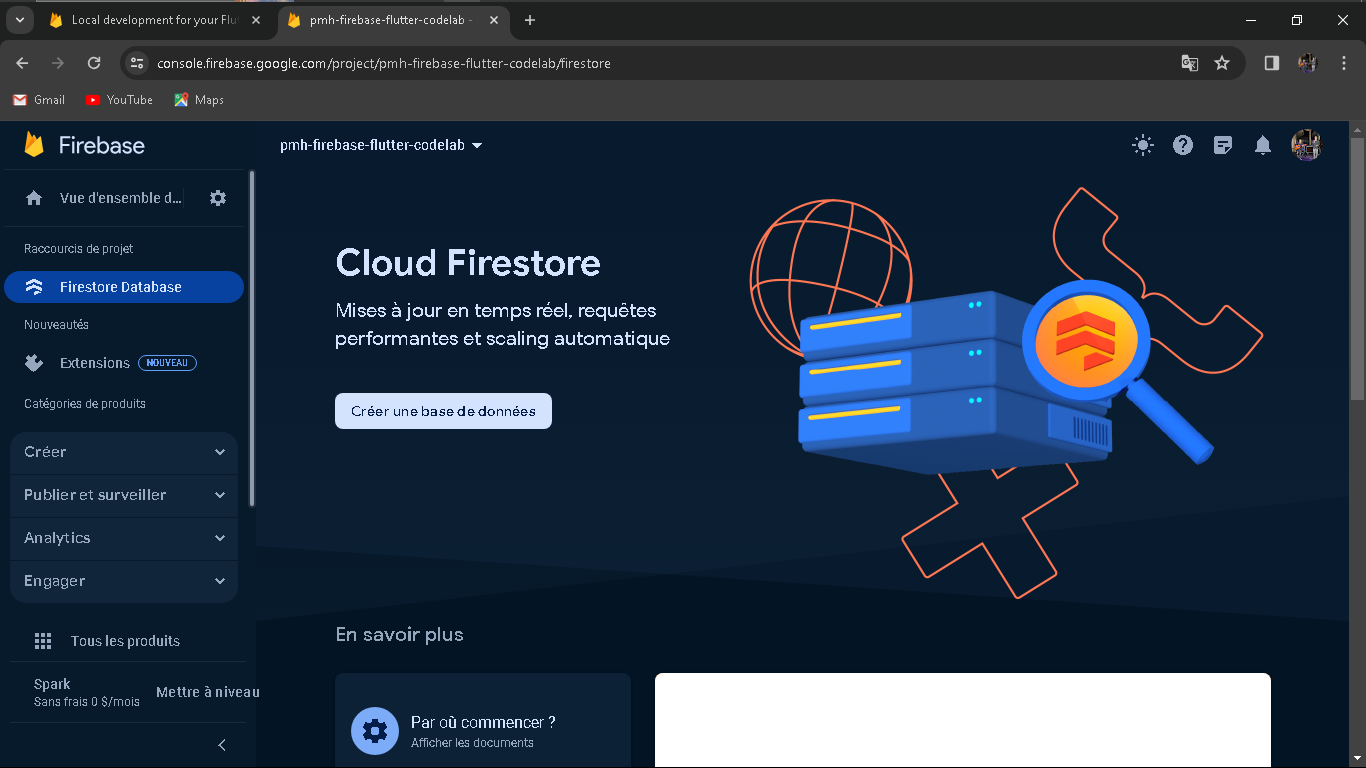 Local development for your Flu
pmh-firebase-flutter-codelab -
console.firebase.google.com/project/pmh-firebase-flutter-codelab/firestore
Gmail
YouTube
Maps
Firebase
pmh-firebase-flutter-codelab
Vue d'ensemble d...
Raccourcis de projet
Firestore Database
Nouveautés
Extensions NOUVEAU
Catégories de produits
Créer
Publier et surveiller
Analytics
Engager
Tous les produits
Spark
Sans frais 0 $/mois
Mettre à niveau
Cloud Firestore
Mises à jour en temps réel, requêtes
performantes et scaling automatique
Créer une base de données
En savoir plus
Par où commencer ?
Afficher les documents